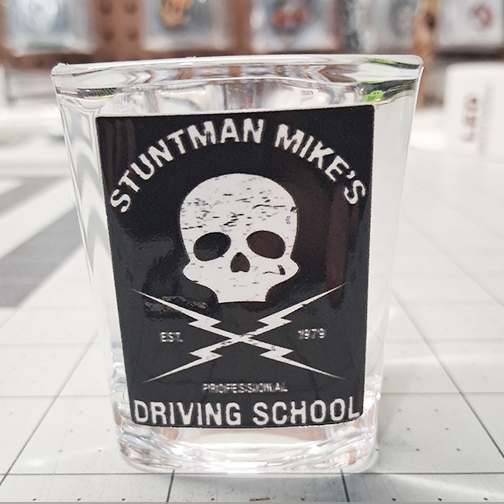 STUNTMAN MIKE'S
EST. 1979
PROFESSIONAL
DRIVING SCHOOL